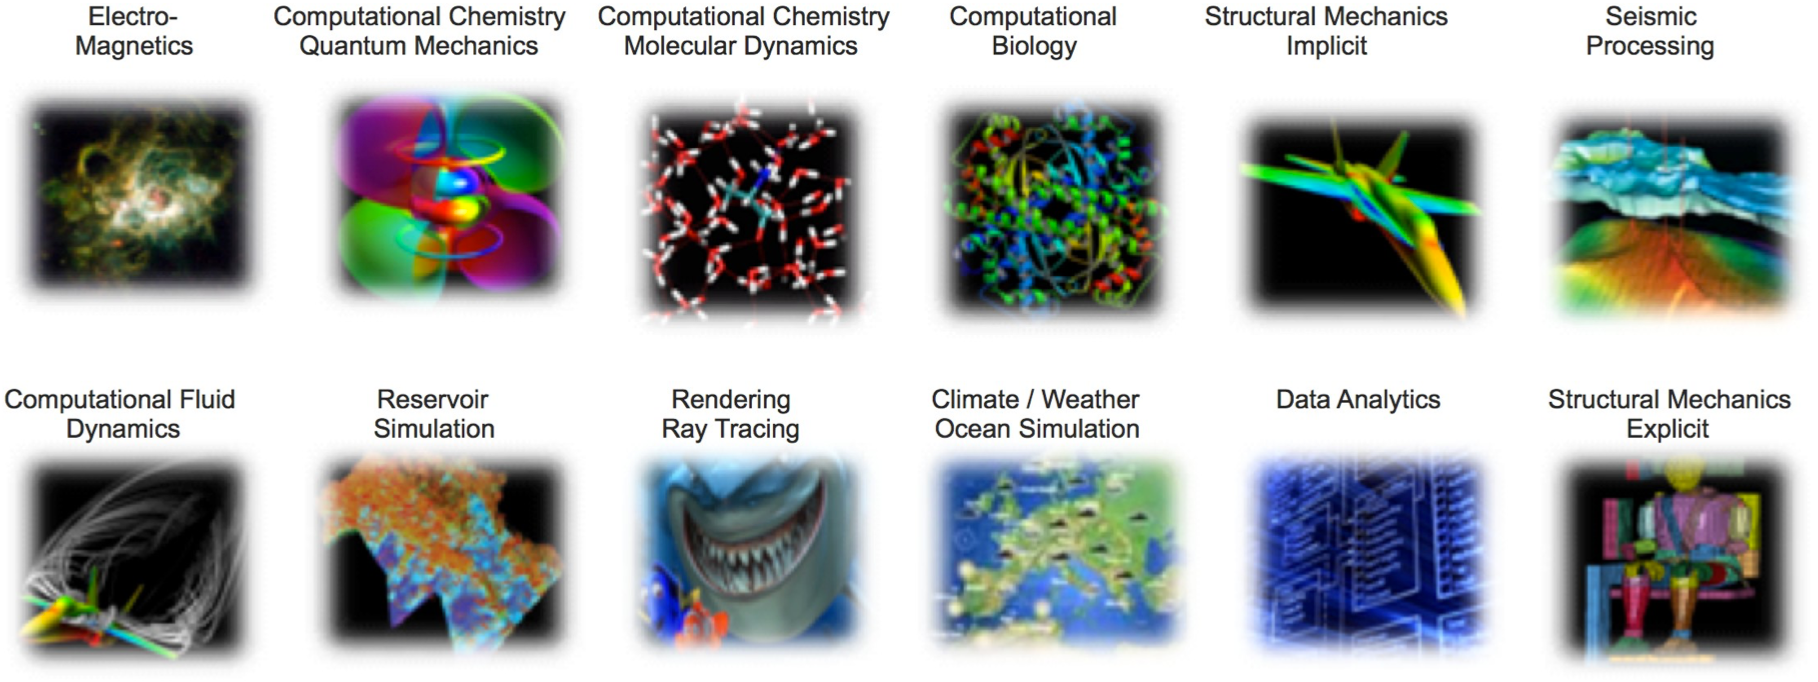 Electro-
Magnetics
Computational Chemistry
Quantum Mechanics
Computational Chemistry
Molecular Dynamics
Computational
Biology
Structural Mechanics
Implicit
Seismic
Processing
Computational Fluid
Dynamics
Reservoir
Simulation
Rendering
Ray Tracing
Climate / Weather
Ocean Simulation
Data Analytics
Structural Mechanics
Explicit